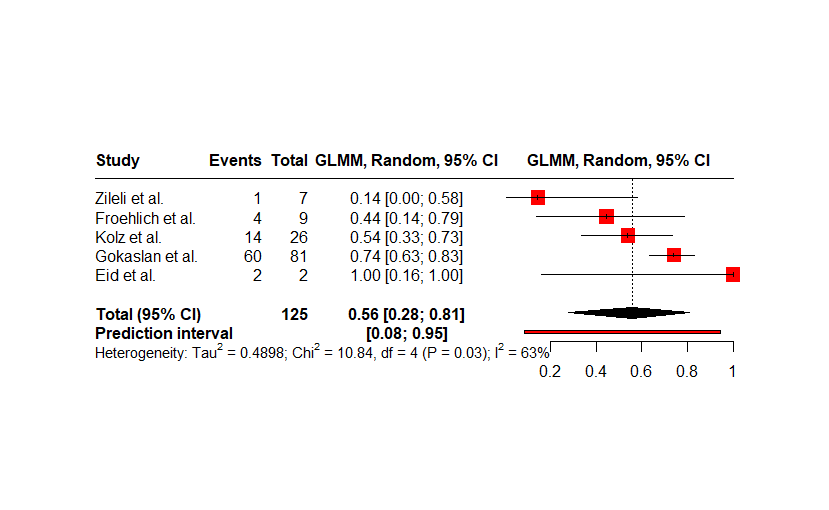 Study Events Total GLMM, Random, 95% CI GLMM, Random, 95% CI
Zileli et al. 1 7 0.14 [0.00; 0.58]
Froehlich et al. 4 9 0.44 [0.14; 0.79]
Kolz et al. 14 26 0.54 [0.33; 0.73]
Gokaslan et al. 60 81 0.74 [0.63; 0.83]
Eid et al. 2 2 1.00 [0.16; 1.00]
Total (95% CI) 125 0.56 [0.28; 0.81]
Prediction interval [0.08; 0.95]
Heterogeneity: Tau² = 0.4898; Chi² = 10.84, df = 4 (P = 0.03); I² = 63%
0.2 0.4 0.6 0.8 1